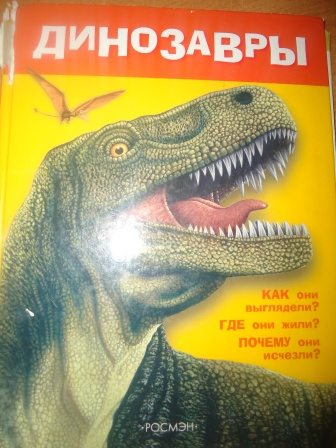 ДИНОЗАВРЫ
КАК они
выглядели?
ГДЕ они жили?
ПОЧЕМУ они
исчезли?
•РОСМЭН•